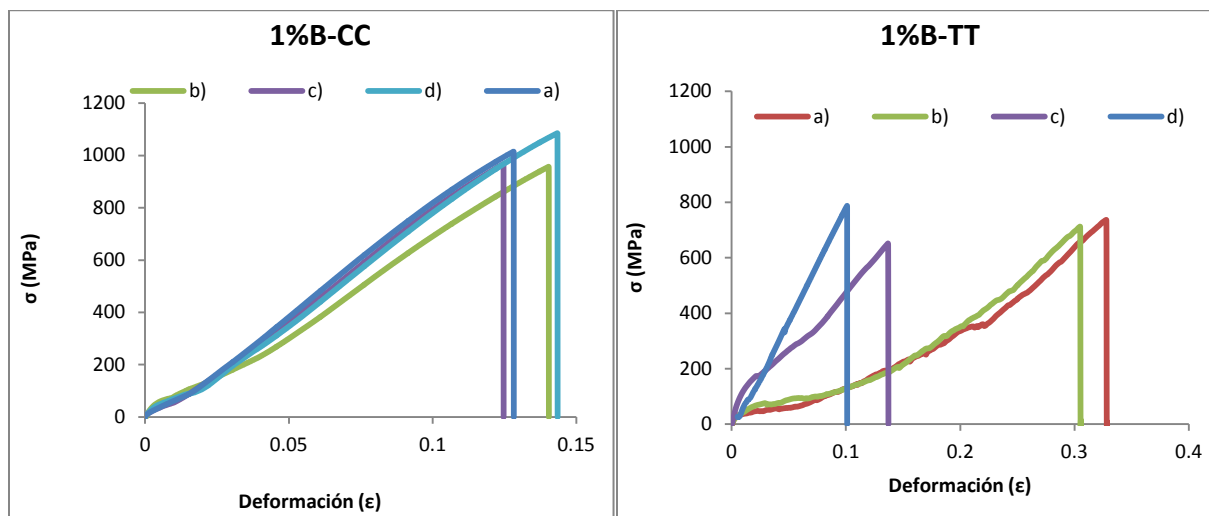 1%B-CC
b) c) d) a)
1200
1000
800
600
400
200
0
0 0.05 0.1 0.15
σ (MPa)
Deformación (ε)
1%B-TT
a) b) c) d)
1200
1000
800
600
400
200
0
0 0.1 0.2 0.3 0.4
σ (MPa)
Deformación (ε)